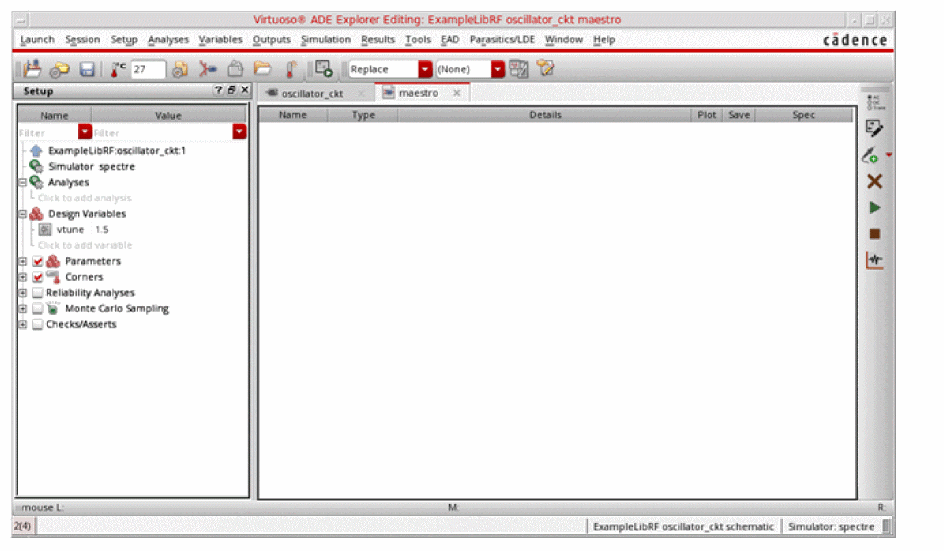 Virtuoso® ADE Explorer Editing: ExampleLibRF oscillator_ckt maestro
Launch Session Setup Analyses Variables Outputs Simulation Results Tools EAD Parasitics/LDE Window Help cādence
°C 27 Replace (None)
Setup
oscillator_ckt maestro
Name Value
Name Type Details Plot Save Spec
Filter Filter
ExampleLibRF:oscillator_ckt:1
Simulator spectre
Analyses
Click to add analysis
Design Variables
vtune 1.5
Click to add variable
Parameters
Corners
Reliability Analyses
Monte Carlo Sampling
Checks/Asserts
mouse L: M: R:
2(4) ExampleLibRF oscillator_ckt schematic Simulator: spectre